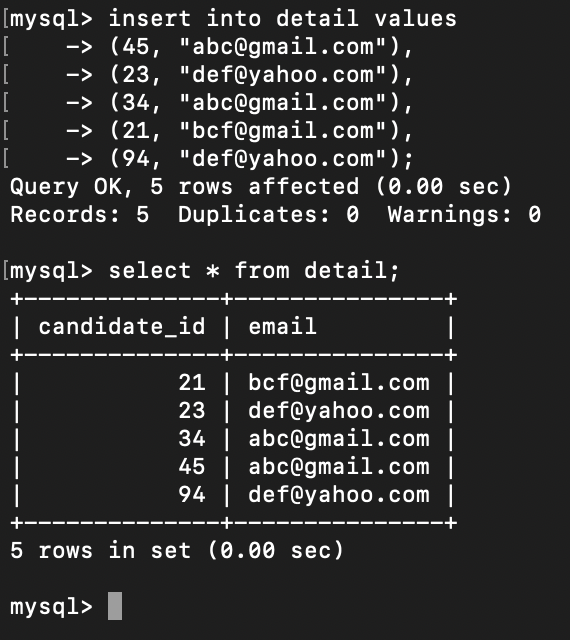 [mysql> insert into detail values
[    -> (45, "abc@gmail.com"),
[    -> (23, "def@yahoo.com"),
[    -> (34, "abc@gmail.com"),
[    -> (21, "bcf@gmail.com"),
[    -> (94, "def@yahoo.com");
Query OK, 5 rows affected (0.00 sec)
Records: 5  Duplicates: 0  Warnings: 0

[mysql> select * from detail;
+--------------+---------------+
| candidate_id | email         |
+--------------+---------------+
|           21 | bcf@gmail.com |
|           23 | def@yahoo.com |
|           34 | abc@gmail.com |
|           45 | abc@gmail.com |
|           94 | def@yahoo.com |
+--------------+---------------+
5 rows in set (0.00 sec)

mysql>